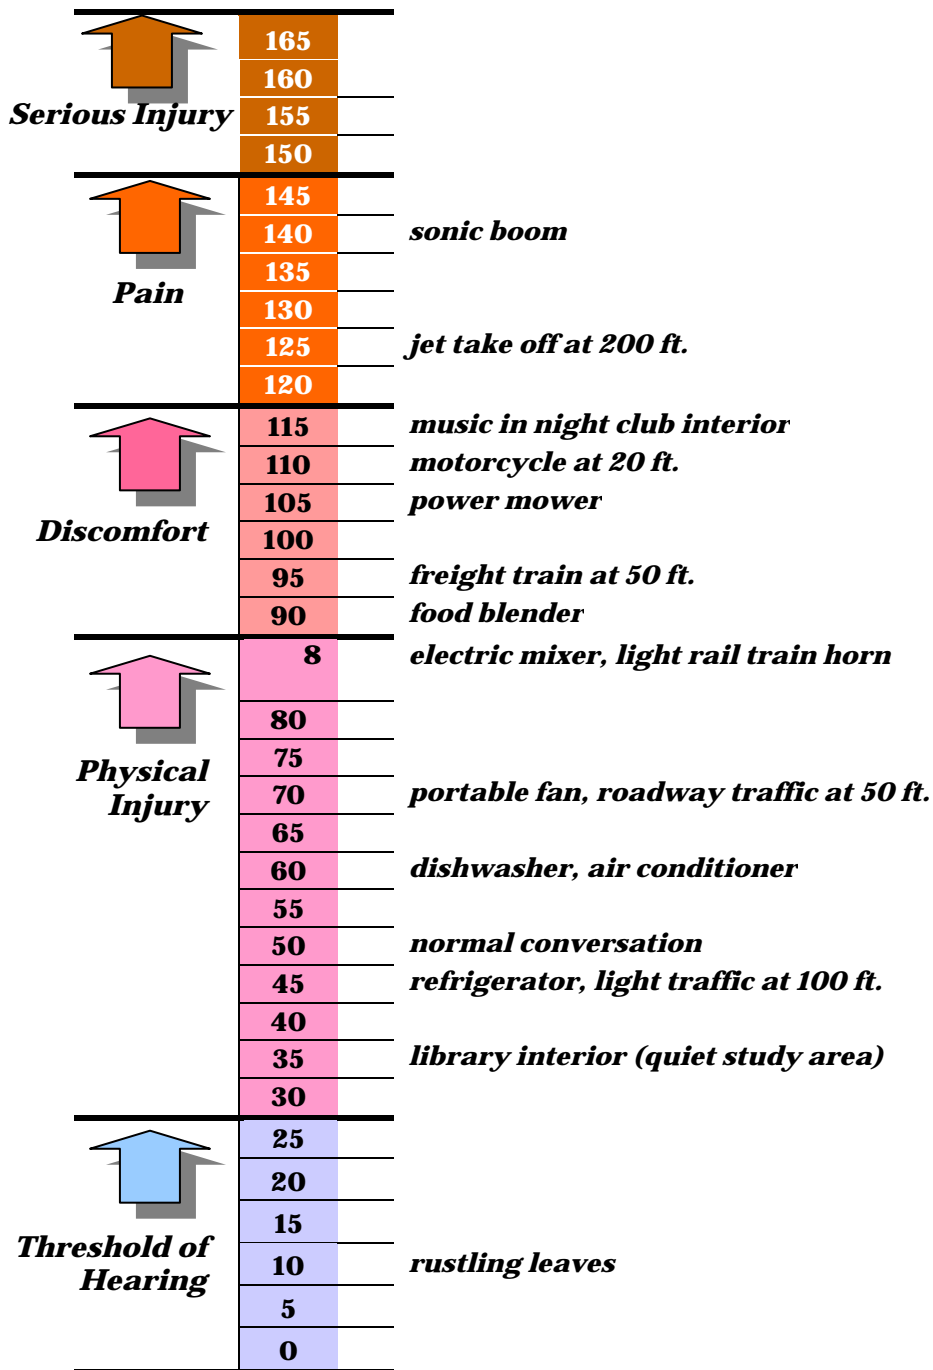 165
160
Serious Injury 155
150
145
140 sonic boom
135
Pain
130
125 jet take off at 200 ft.
120
115 music in night club interior
110 motorcycle at 20 ft.
105 power mower
Discomfort
100
95 freight train at 50 ft.
90 food blender
8 electric mixer, light rail train horn
80
75
Physical
Injury
70 portable fan, roadway traffic at 50 ft.
65
60 dishwasher, air conditioner
55
50 normal conversation
45 refrigerator, light traffic at 100 ft.
40
35 library interior (quiet study area)
30
25
20
15
Threshold of
Hearing
10 rustling leaves
5
0